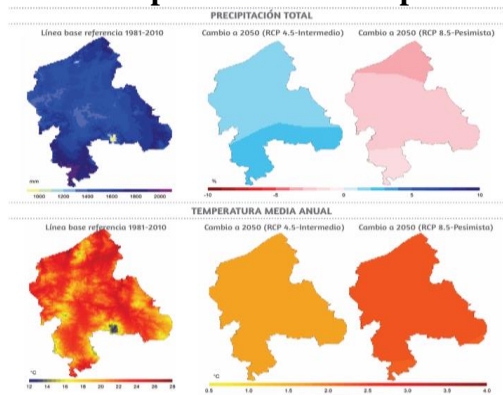 PRECIPITACIÓN TOTAL
Línea base referencia 1981-2010 Cambio a 2050 (RCP 4.5-Intermedio) Cambio a 2050 (RCP 8.5-Pesimista)
mm
1000 1200 1400 1600 1800 2000
%
-10 -5 0 5 10
TEMPERATURA MEDIA ANUAL
Línea base referencia 1981-2010 Cambio a 2050 (RCP 4.5-Intermedio) Cambio a 2050 (RCP 8.5-Pesimista)
°C
12 14 16 18 20 22 24 26 28
°C
0.5 1.0 1.5 2.0 2.5 3.0 3.5 4.0